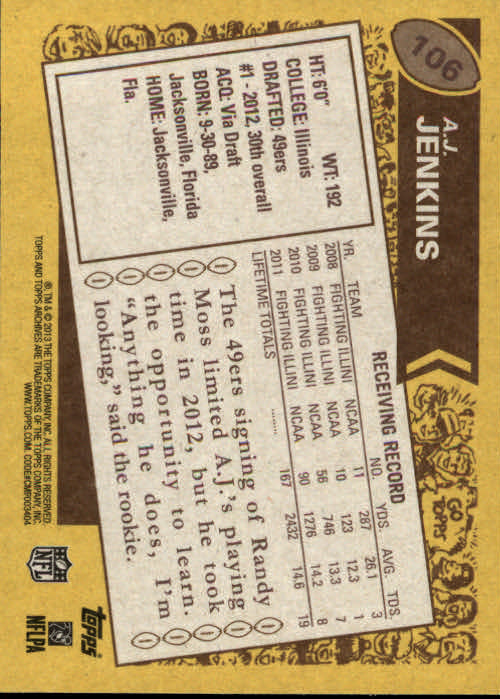 106
A.J.
JENKINS
HT: 6'0" WT: 192
COLLEGE: Illinois
DRAFTED: 49ers
#1 - 2012, 30th overall
ACQ: Via Draft
BORN: 9-30-89,
Jacksonville, Florida
HOME: Jacksonville,
Fla.
RECEIVING RECORD
YR. TEAM NO. YDS. AVG. TDS.
2008 FIGHTING ILLINI NCAA 11 287 26.1 3
2009 FIGHTING ILLINI NCAA 10 123 12.3 1
2010 FIGHTING ILLINI NCAA 56 746 13.3 7
2011 FIGHTING ILLINI NCAA 90 1276 14.2 8
LIFETIME TOTALS ........ 167 2432 14.6 19
The 49ers signing of Randy
Moss limited A.J.'s playing
time in 2012, but he took
the opportunity to learn.
"Anything he does, I'm
looking," said the rookie.
GO
TOPPS
®, TM & © 2013 THE TOPPS COMPANY, INC. ALL RIGHTS RESERVED.
TOPPS AND TOPPS ARCHIVES ARE TRADEMARKS OF THE TOPPS COMPANY, INC.
WWW.TOPPS.COM. CODE#CMP003404
NFL
NFLPA
topps